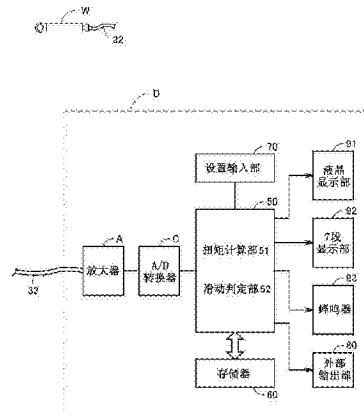 W
32
D
91
70
液晶
显示部
设置输入部
50
92
A
C
扭矩计算部51
7段
显示部
放大器
A/D
转换器
93
滑动判定部52
蜂鸣器
32
80
存储器
外部
输出部
60